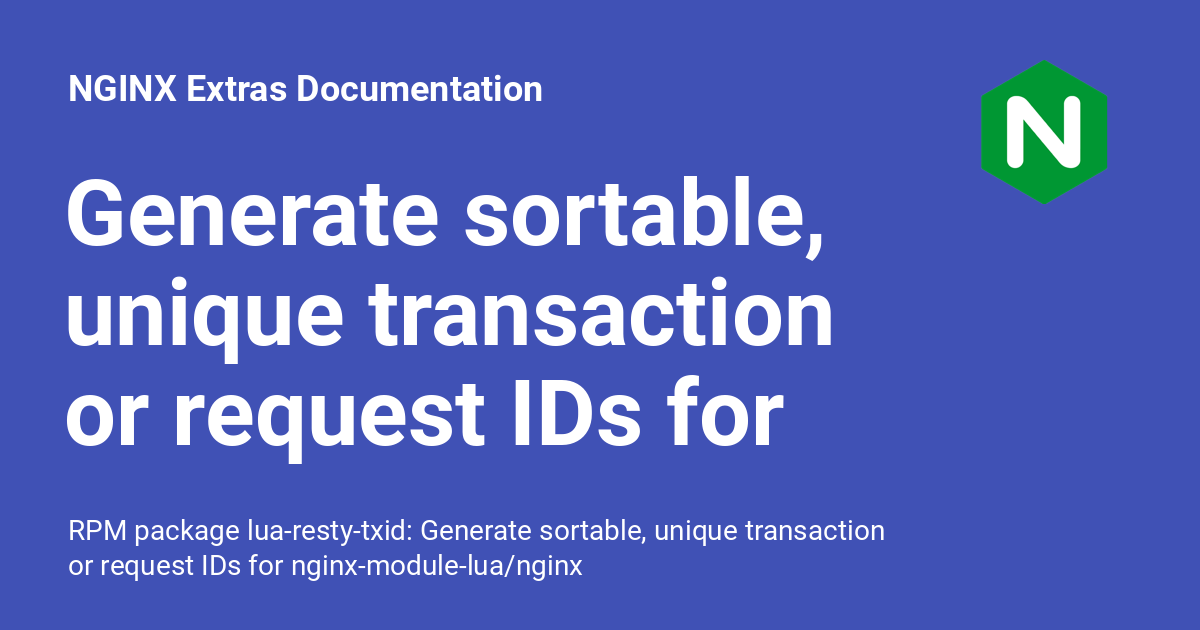 NGINX Extras Documentation
N
Generate sortable,
unique transaction
or request IDs for
RPM package lua-resty-txid: Generate sortable, unique transaction
or request IDs for nginx-module-lua/nginx